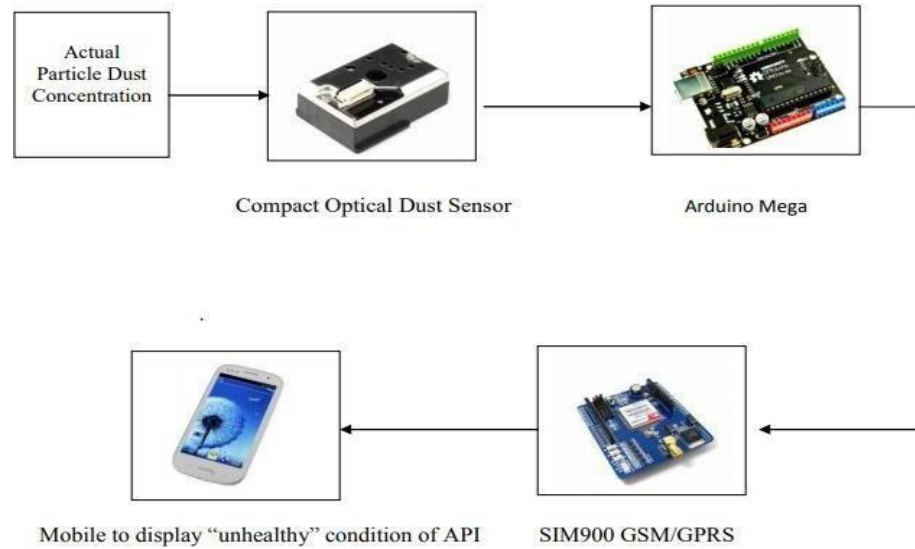 Actual
Particle Dust
Concentration
Compact Optical Dust Sensor
Arduino Mega
.
Mobile to display “unhealthy” condition of API
SIM900 GSM/GPRS